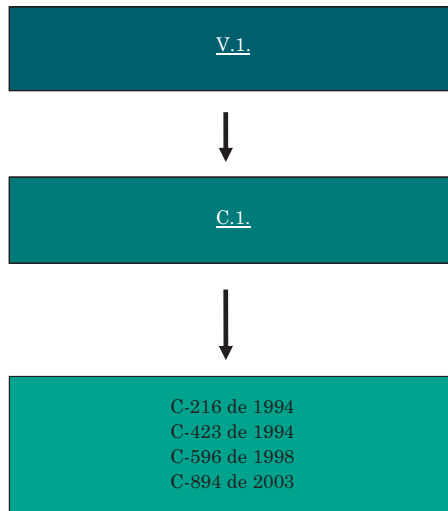 V.1.
C.1.
C-216 de 1994
C-423 de 1994
C-596 de 1998
C-894 de 2003